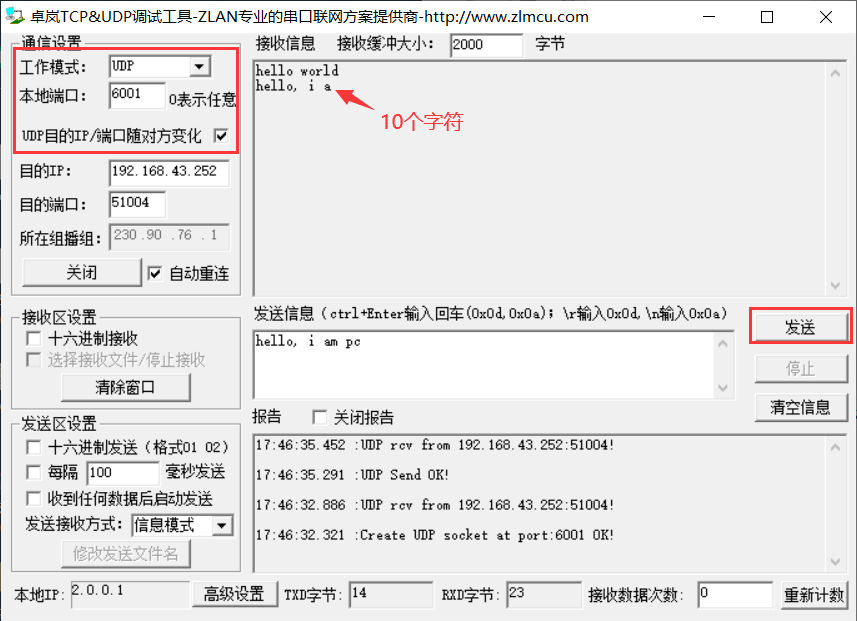 卓岚TCP&UDP调试工具-ZLAN专业的串口联网方案提供商-http://www.zlmcu.com
通信设置
工作模式: UDP
本地端口: 6001 0表示任意
UDP目的IP/端口随对方变化
目的IP: 192.168.43.252
目的端口: 51004
所在组播组: 230 .90 .76 .1
关闭 自动重连
接收区设置
十六进制接收
选择接收文件/停止接收
清除窗口
发送区设置
十六进制发送（格式01 02）
每隔 100 毫秒发送
收到任何数据后启动发送
发送接收方式: 信息模式
修改发送文件名
接收信息 接收缓冲大小: 2000 字节
hello world
hello, i a
10个字符
发送信息（ctrl+Enter输入回车(0x0d,0x0a); \r输入0x0d,\n输入0x0a）
hello, i am pc
发送
停止
清空信息
报告 关闭报告
17:46:35.452 :UDP rcv from 192.168.43.252:51004!
17:46:35.291 :UDP Send OK!
17:46:32.886 :UDP rcv from 192.168.43.252:51004!
17:46:32.321 :Create UDP socket at port:6001 OK!
本地IP: 2.0.0.1 高级设置 TXD字节: 14 RXD字节: 23 接收数据次数: 0 重新计数